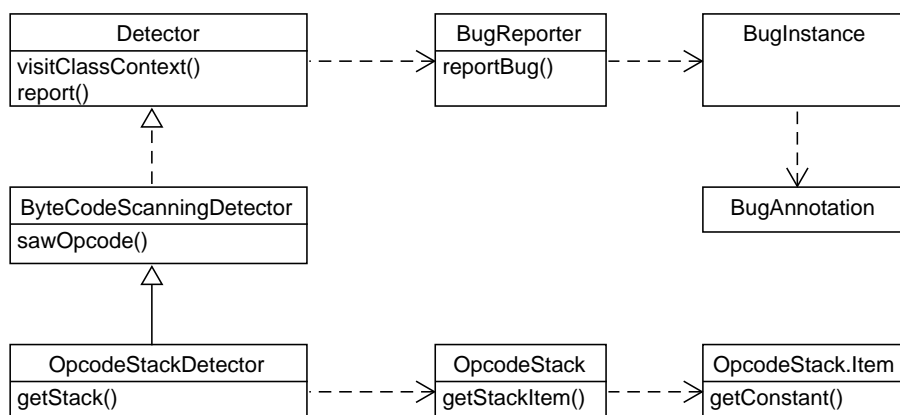 Detector
visitClassContext()
report()
BugReporter
reportBug()
BugInstance
ByteCodeScanningDetector
sawOpcode()
BugAnnotation
OpcodeStackDetector
getStack()
OpcodeStack
getStackItem()
OpcodeStack.Item
getConstant()